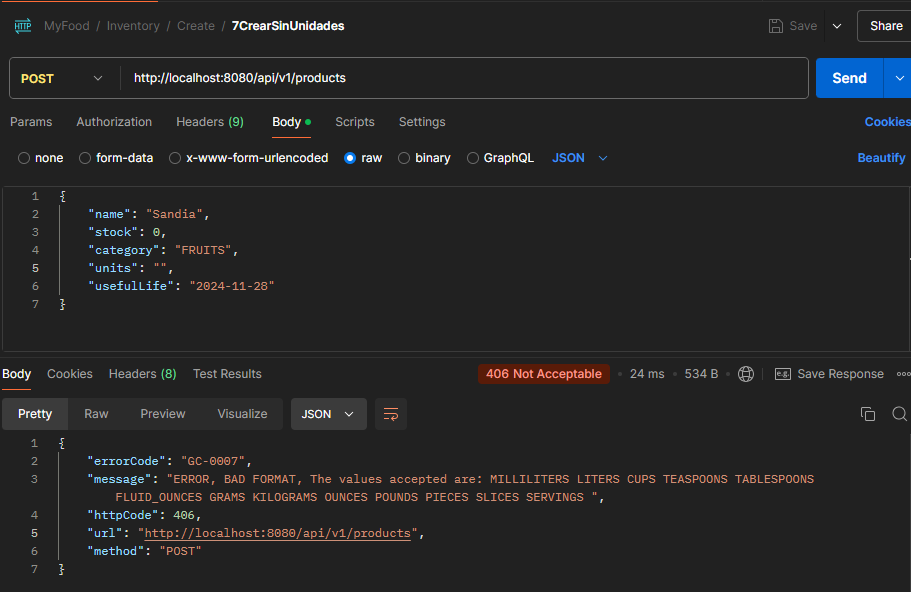 HTTP MyFood / Inventory / Create / 7CrearSinUnidades Save Share
POST http://localhost:8080/api/v1/products Send
Params Authorization Headers (9) Body Scripts Settings Cookies
none form-data x-www-form-urlencoded raw binary GraphQL JSON Beautify
1 {
2 "name": "Sandia",
3 "stock": 0,
4 "category": "FRUITS",
5 "units": "",
6 "usefulLife": "2024-11-28"
7 }
Body Cookies Headers (8) Test Results 406 Not Acceptable • 24 ms • 534 B • e.g. Save Response
Pretty Raw Preview Visualize JSON
1 {
2 "errorCode": "GC-0007",
3 "message": "ERROR, BAD FORMAT, The values accepted are: MILLILITERS LITERS CUPS TEASPOONS TABLESPOONS
FLUID_OUNCES GRAMS KILOGRAMS OUNCES POUNDS PIECES SLICES SERVINGS ",
4 "httpCode": 406,
5 "url": "http://localhost:8080/api/v1/products",
6 "method": "POST"
7 }